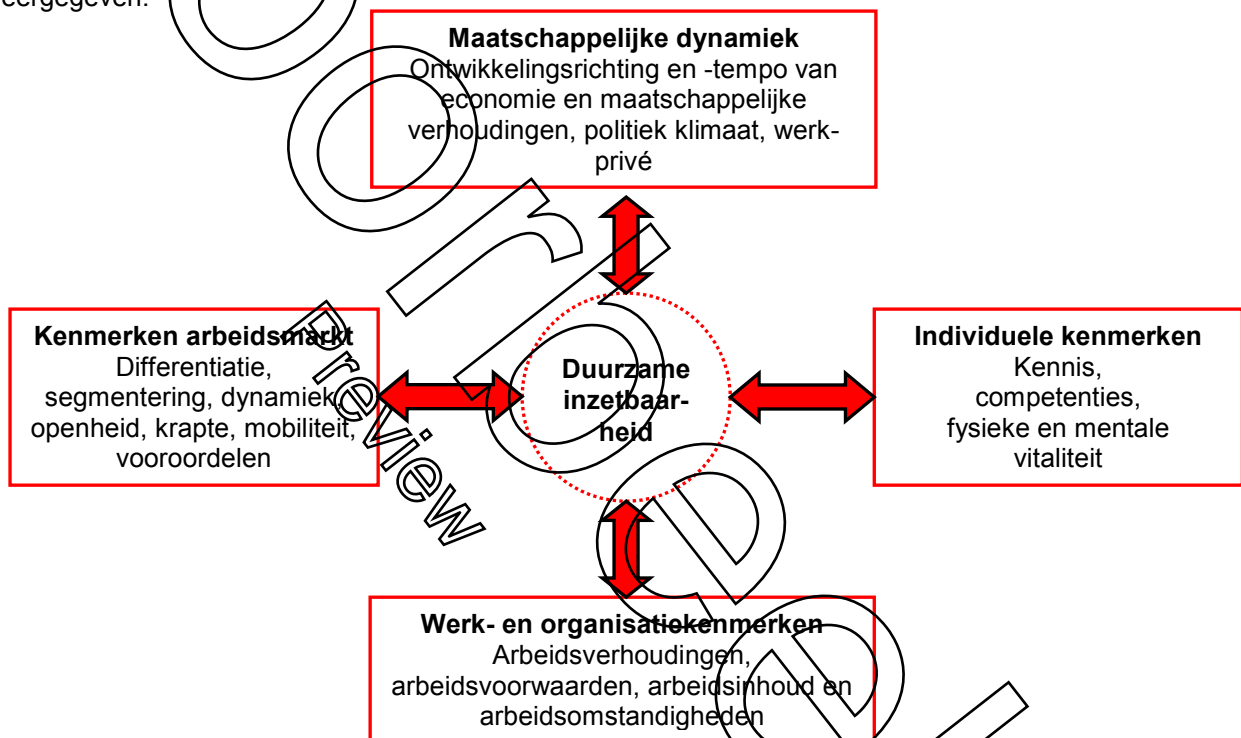 eergegeven.
Maatschappelijke dynamiek
Ontwikkelingsrichting en -tempo van
economie en maatschappelijke
verhoudingen, politiek klimaat, werk-
privé
Kenmerken arbeidsmarkt
Differentiatie,
segmentering, dynamiek,
openheid, krapte, mobiliteit,
vooroordelen
Duurzame
inzetbaar-
heid
Individuele kenmerken
Kennis,
competenties,
fysieke en mentale
vitaliteit
Preview
Werk- en organisatiekenmerken
Arbeidsverhoudingen,
arbeidsvoorwaarden, arbeidsinhoud en
arbeidsomstandigheden